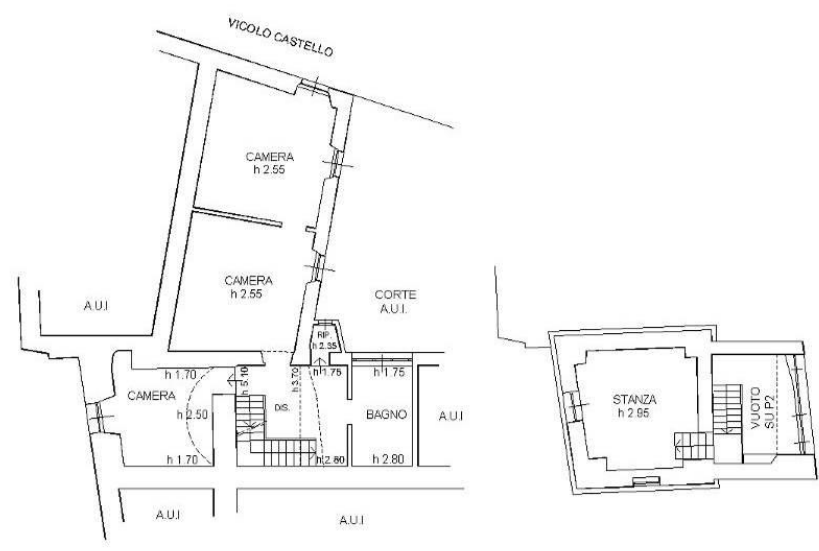 VICOLO CASTELLO
CAMERA
h 2.55
CAMERA
h 2.55
A.U.I
CORTE
A.U.I.
RIP.
h 2.35
h 1.70
h 5.10
h 3.70
h 1.75
h 1.75
CAMERA
h 2.50
DIS.
BAGNO
A.U.I
h 1.70
h 2.80
h 2.80
A.U.I
A.U.I
STANZA
h 2.95
VUOTO
SU P2